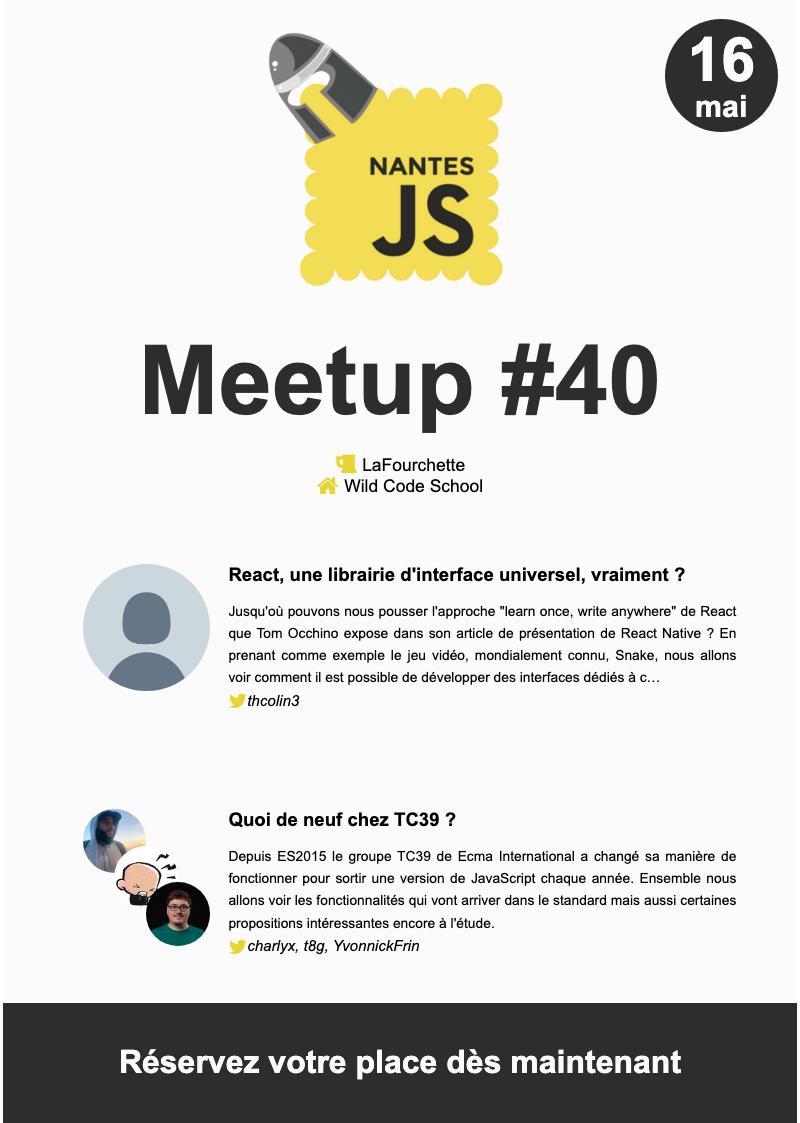 16
mai
NANTES
JS
Meetup #40
LaFourchette
Wild Code School
React, une librairie d'interface universel, vraiment ?
Jusqu'où pouvons nous pousser l'approche "learn once, write anywhere" de React
que Tom Occhino expose dans son article de présentation de React Native ? En
prenant comme exemple le jeu vidéo, mondialement connu, Snake, nous allons
voir comment il est possible de développer des interfaces dédiés à c…
thcolin3
Quoi de neuf chez TC39 ?
Depuis ES2015 le groupe TC39 de Ecma International a changé sa manière de
fonctionner pour sortir une version de JavaScript chaque année. Ensemble nous
allons voir les fonctionnalités qui vont arriver dans le standard mais aussi certaines
propositions intéressantes encore à l'étude.
charlyx, t8g, YvonnickFrin
Réservez votre place dès maintenant